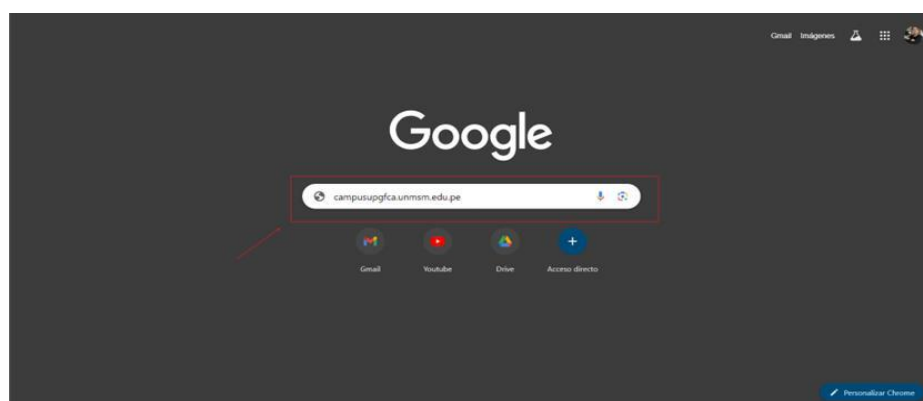 Gmail Imágenes
Google
campusupgfca.unmsm.edu.pe
Gmail Youtube Drive Acceso directo
Personalizar Chrome